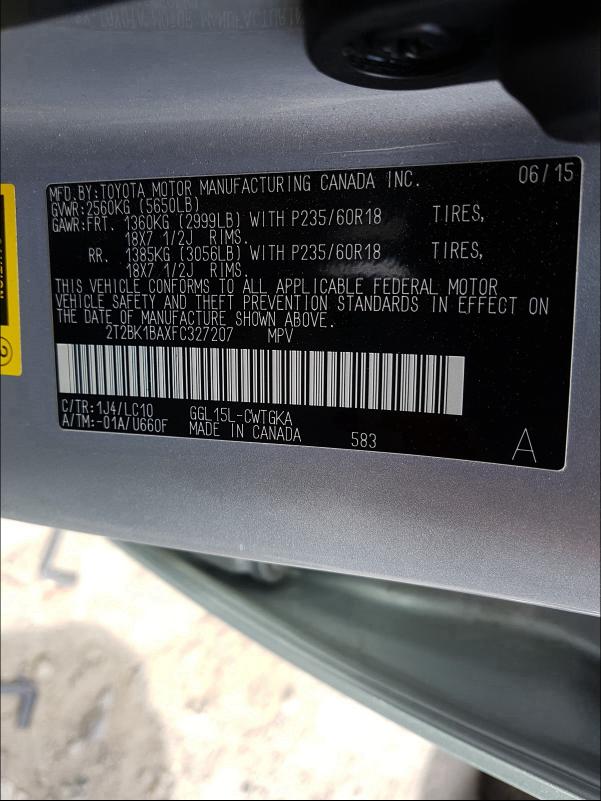 MFD.BY:TOYOTA MOTOR MANUFACTURING CANADA INC. 06/15
GVWR:2560KG (5650LB)
GAWR:FRT. 1360KG (2999LB) WITH P235/60R18 TIRES,
18X7 1/2J RIMS.
RR. 1385KG (3056LB) WITH P235/60R18 TIRES,
18X7 1/2J RIMS.
THIS VEHICLE CONFORMS TO ALL APPLICABLE FEDERAL MOTOR
VEHICLE SAFETY AND THEFT PREVENTION STANDARDS IN EFFECT ON
THE DATE OF MANUFACTURE SHOWN ABOVE.
2T2BK1BAXFC327207 MPV
C/TR:1J4/LC10 GGL15L-CWTGKA
A/TM:-01A/U660F MADE IN CANADA 583 A
2